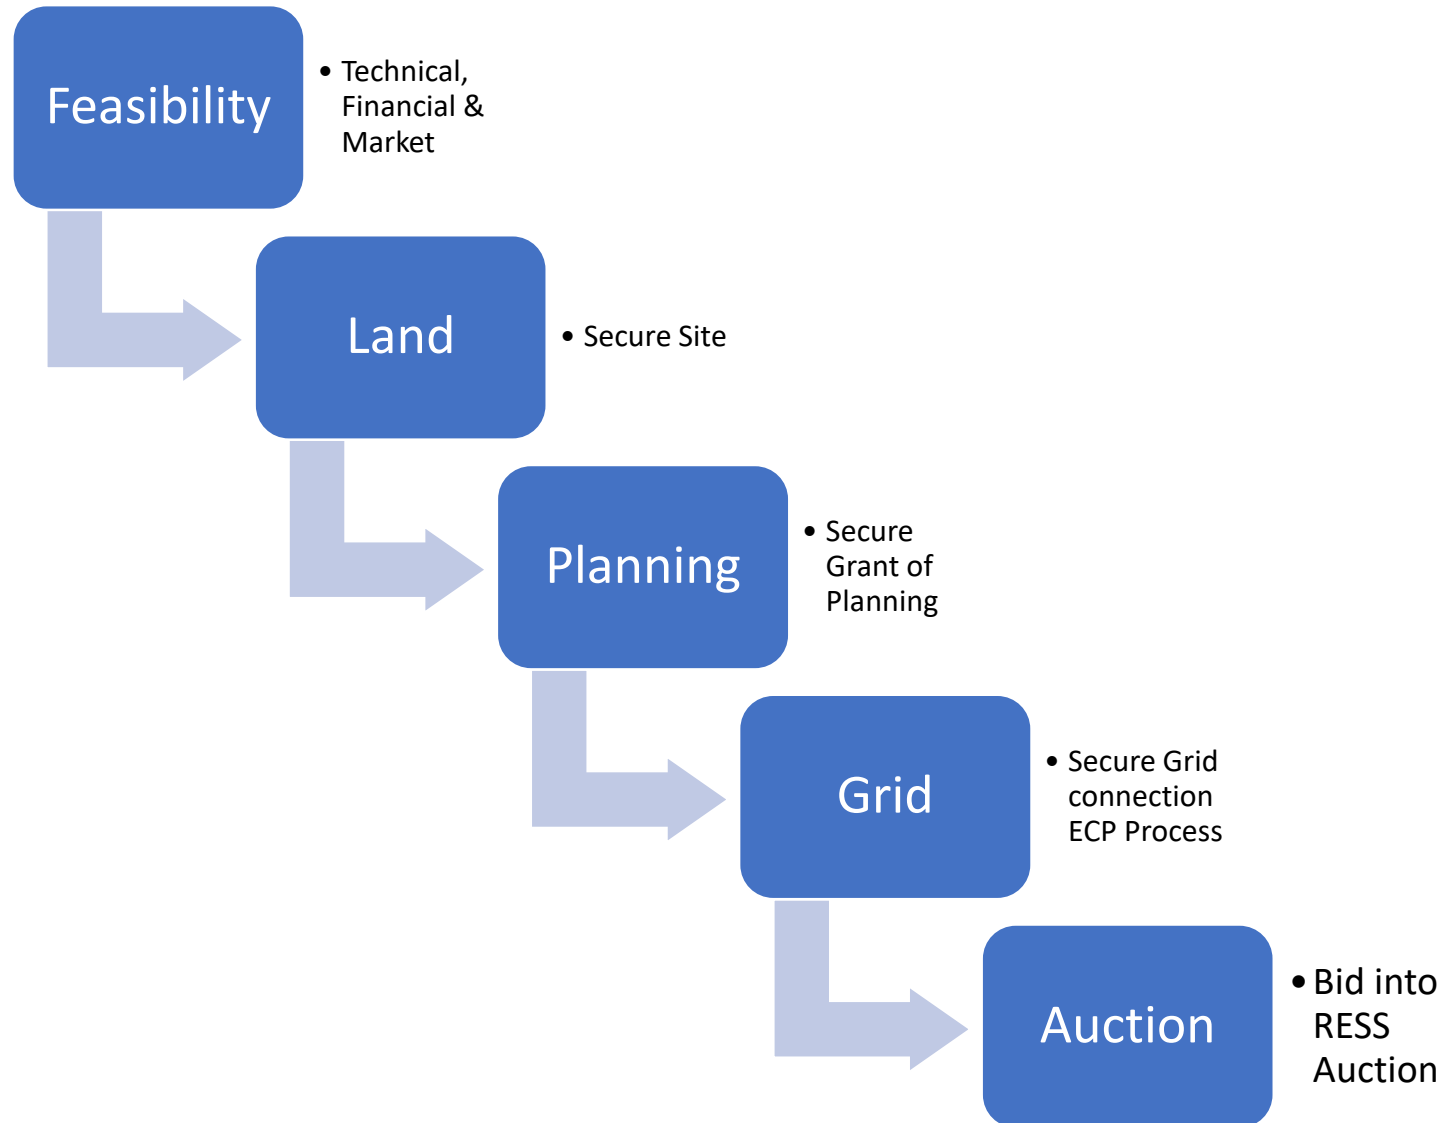 Feasibility
• Technical,
Financial &
Market
Land
• Secure Site
Planning
• Secure
Grant of
Planning
Grid
• Secure Grid
connection
ECP Process
Auction
• Bid into
RESS
Auction